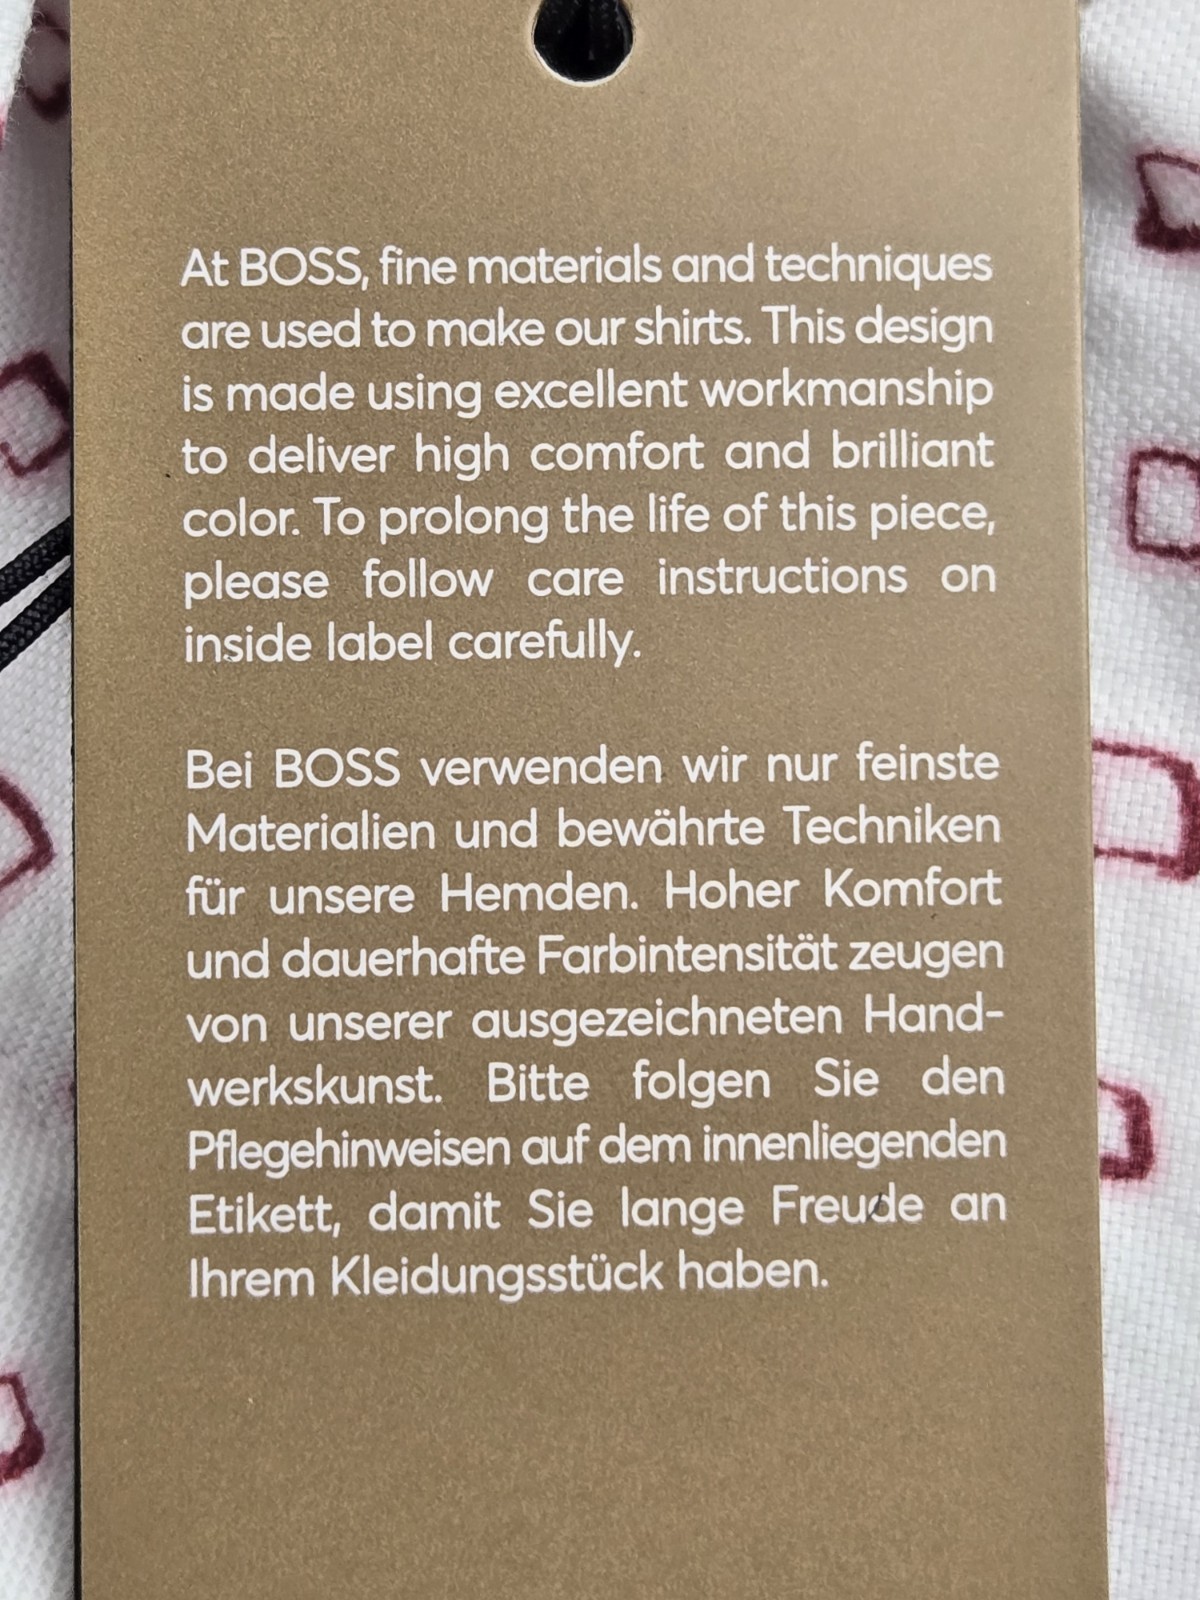 At BOSS, fine materials and techniques
are used to make our shirts. This design
is made using excellent workmanship
to deliver high comfort and brilliant
color. To prolong the life of this piece,
please follow care instructions on
inside label carefully.
Bei BOSS verwenden wir nur feinste
Materialien und bewährte Techniken
für unsere Hemden. Hoher Komfort
und dauerhafte Farbintensität zeugen
von unserer ausgezeichneten Hand-
werkskunst. Bitte folgen Sie den
Pflegehinweisen auf dem innenliegenden
Etikett, damit Sie lange Freude an
Ihrem Kleidungsstück haben.